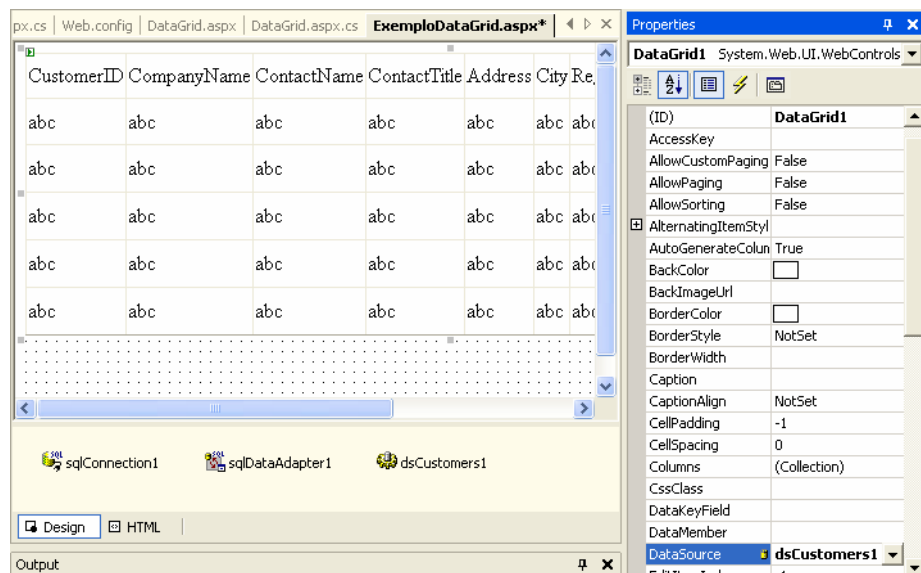 px.cs | Web.config | DataGrid.aspx | DataGrid.aspx.cs | ExemploDataGrid.aspx*
CustomerID CompanyName ContactName ContactTitle Address City Re
abc abc abc abc abc abc abc
abc abc abc abc abc abc abc
abc abc abc abc abc abc abc
abc abc abc abc abc abc abc
abc abc abc abc abc abc abc
sqlConnection1 sqlDataAdapter1 dsCustomers1
Design HTML
Output
Properties
DataGrid1 System.Web.UI.WebControls
(ID) DataGrid1
AccessKey
AllowCustomPaging False
AllowPaging False
AllowSorting False
AlternatingItemStyl
AutoGenerateColun True
BackColor
BackImageUrl
BorderColor
BorderStyle NotSet
BorderWidth
Caption
CaptionAlign NotSet
CellPadding -1
CellSpacing 0
Columns (Collection)
CssClass
DataKeyField
DataMember
DataSource dsCustomers1